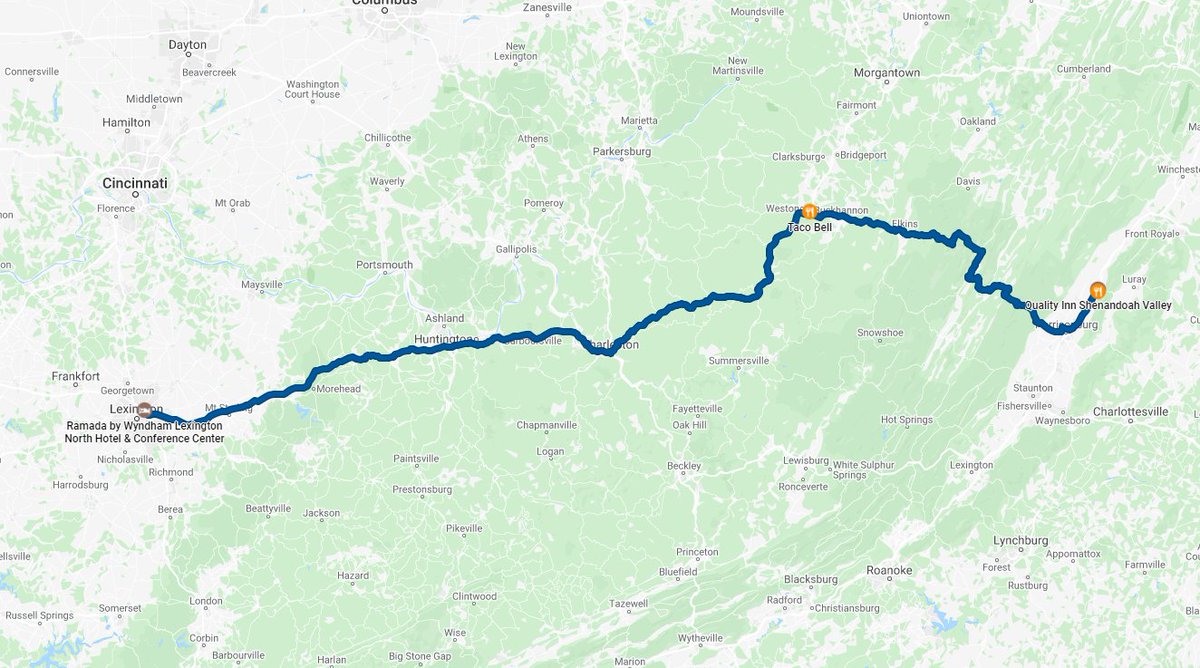 Columbus
Zanesville
Moundsville
Uniontown
Dayton
Connersville
Beavercreek
New
Lexington
New
Martinsville
Morgantown
Cumberland
Washington
Court House
Middletown
Fairmont
Hamilton
Marietta
Oakland
Chillicothe
Athens
Parkersburg
Clarksburg
Bridgeport
Cincinnati
Waverly
Davis
Winchester
Florence
Mt Orab
Pomeroy
Weston
Buckhannon
Taco Bell
Elkins
Front Royal
Gallipolis
Portsmouth
Maysville
Luray
Quality Inn Shenandoah Valley
Ashland
Huntington
Barboursville
Charleston
Snowshoe
Summersville
Frankfort
Georgetown
Morehead
Staunton
Lexington
Ramada by Wyndham Lexington
North Hotel & Conference Center
Fishersville
Waynesboro
Charlottesville
Fayetteville
Oak Hill
Hot Springs
Chapmanville
Nicholasville
Richmond
Paintsville
Logan
Beckley
Lewisburg
White Sulphur
Springs
Ronceverte
Lexington
Harrodsburg
Prestonsburg
Berea
Beattyville
Jackson
Pikeville
Lynchburg
Appomattox
Princeton
Bluefield
Roanoke
Forest
Rustburg
Farmville
Hazard
Blacksburg
Radford
Christiansburg
Clintwood
Tazewell
London
Russell Springs
Somerset
Wise
Wytheville
Corbin
Barbourville
Harlan
Big Stone Gap
Marion